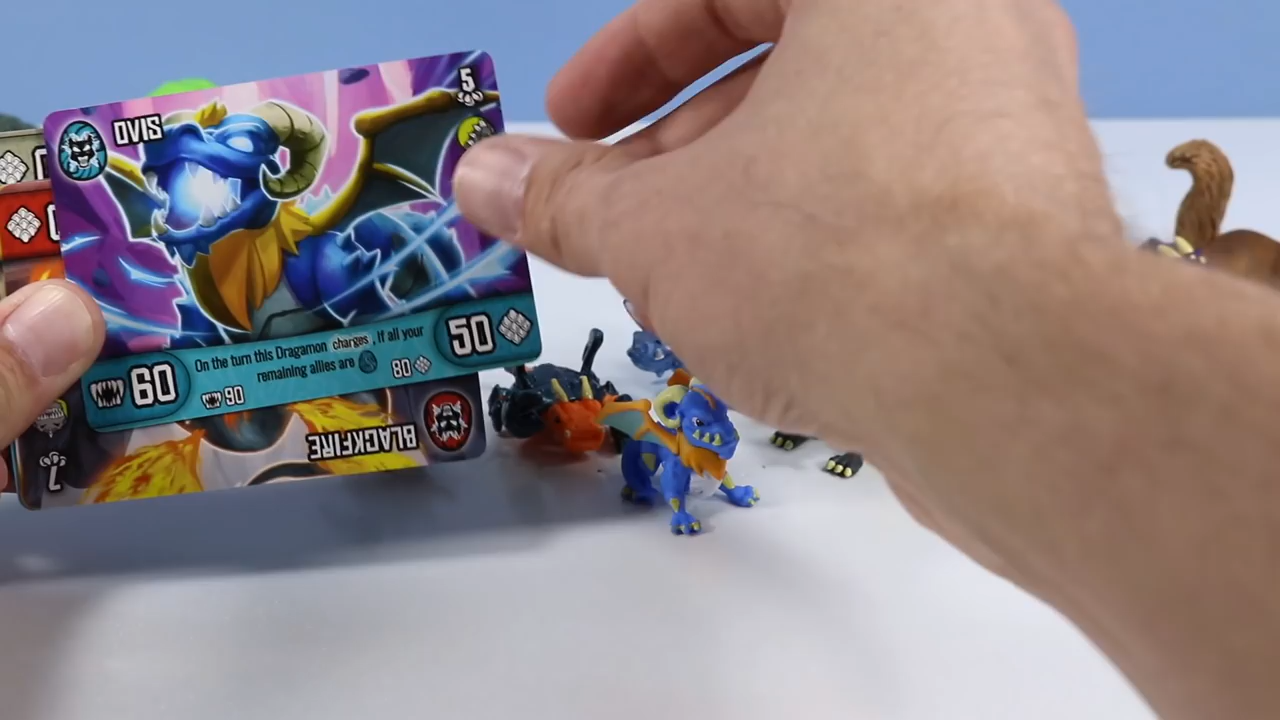 5
OVIS
60
On the turn this Dragamon charges, if all your
remaining allies are
90
80
50
BLACKFIRE
7